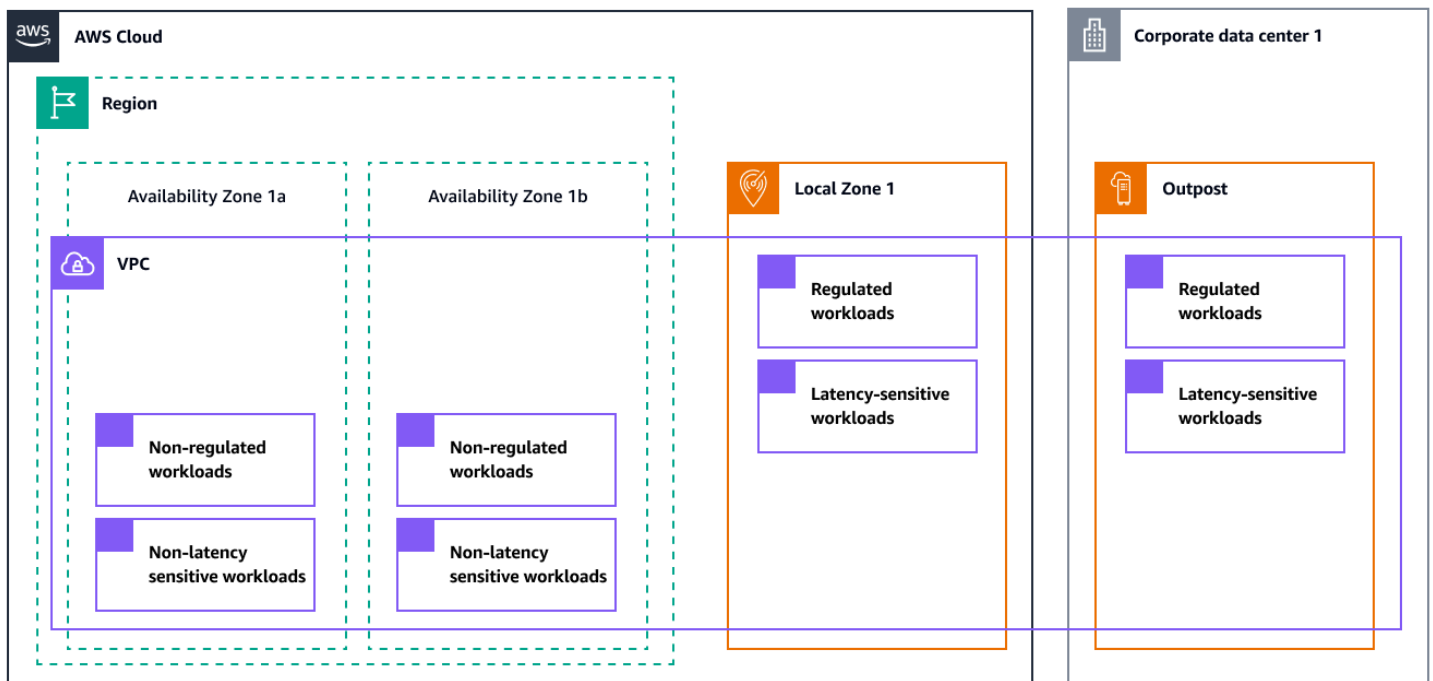 aws
AWS Cloud
Corporate data center 1
Region
Availability Zone 1a
Availability Zone 1b
Local Zone 1
Outpost
VPC
Regulated
workloads
Regulated
workloads
Latency-sensitive
workloads
Latency-sensitive
workloads
Non-regulated
workloads
Non-regulated
workloads
Non-latency
sensitive workloads
Non-latency
sensitive workloads